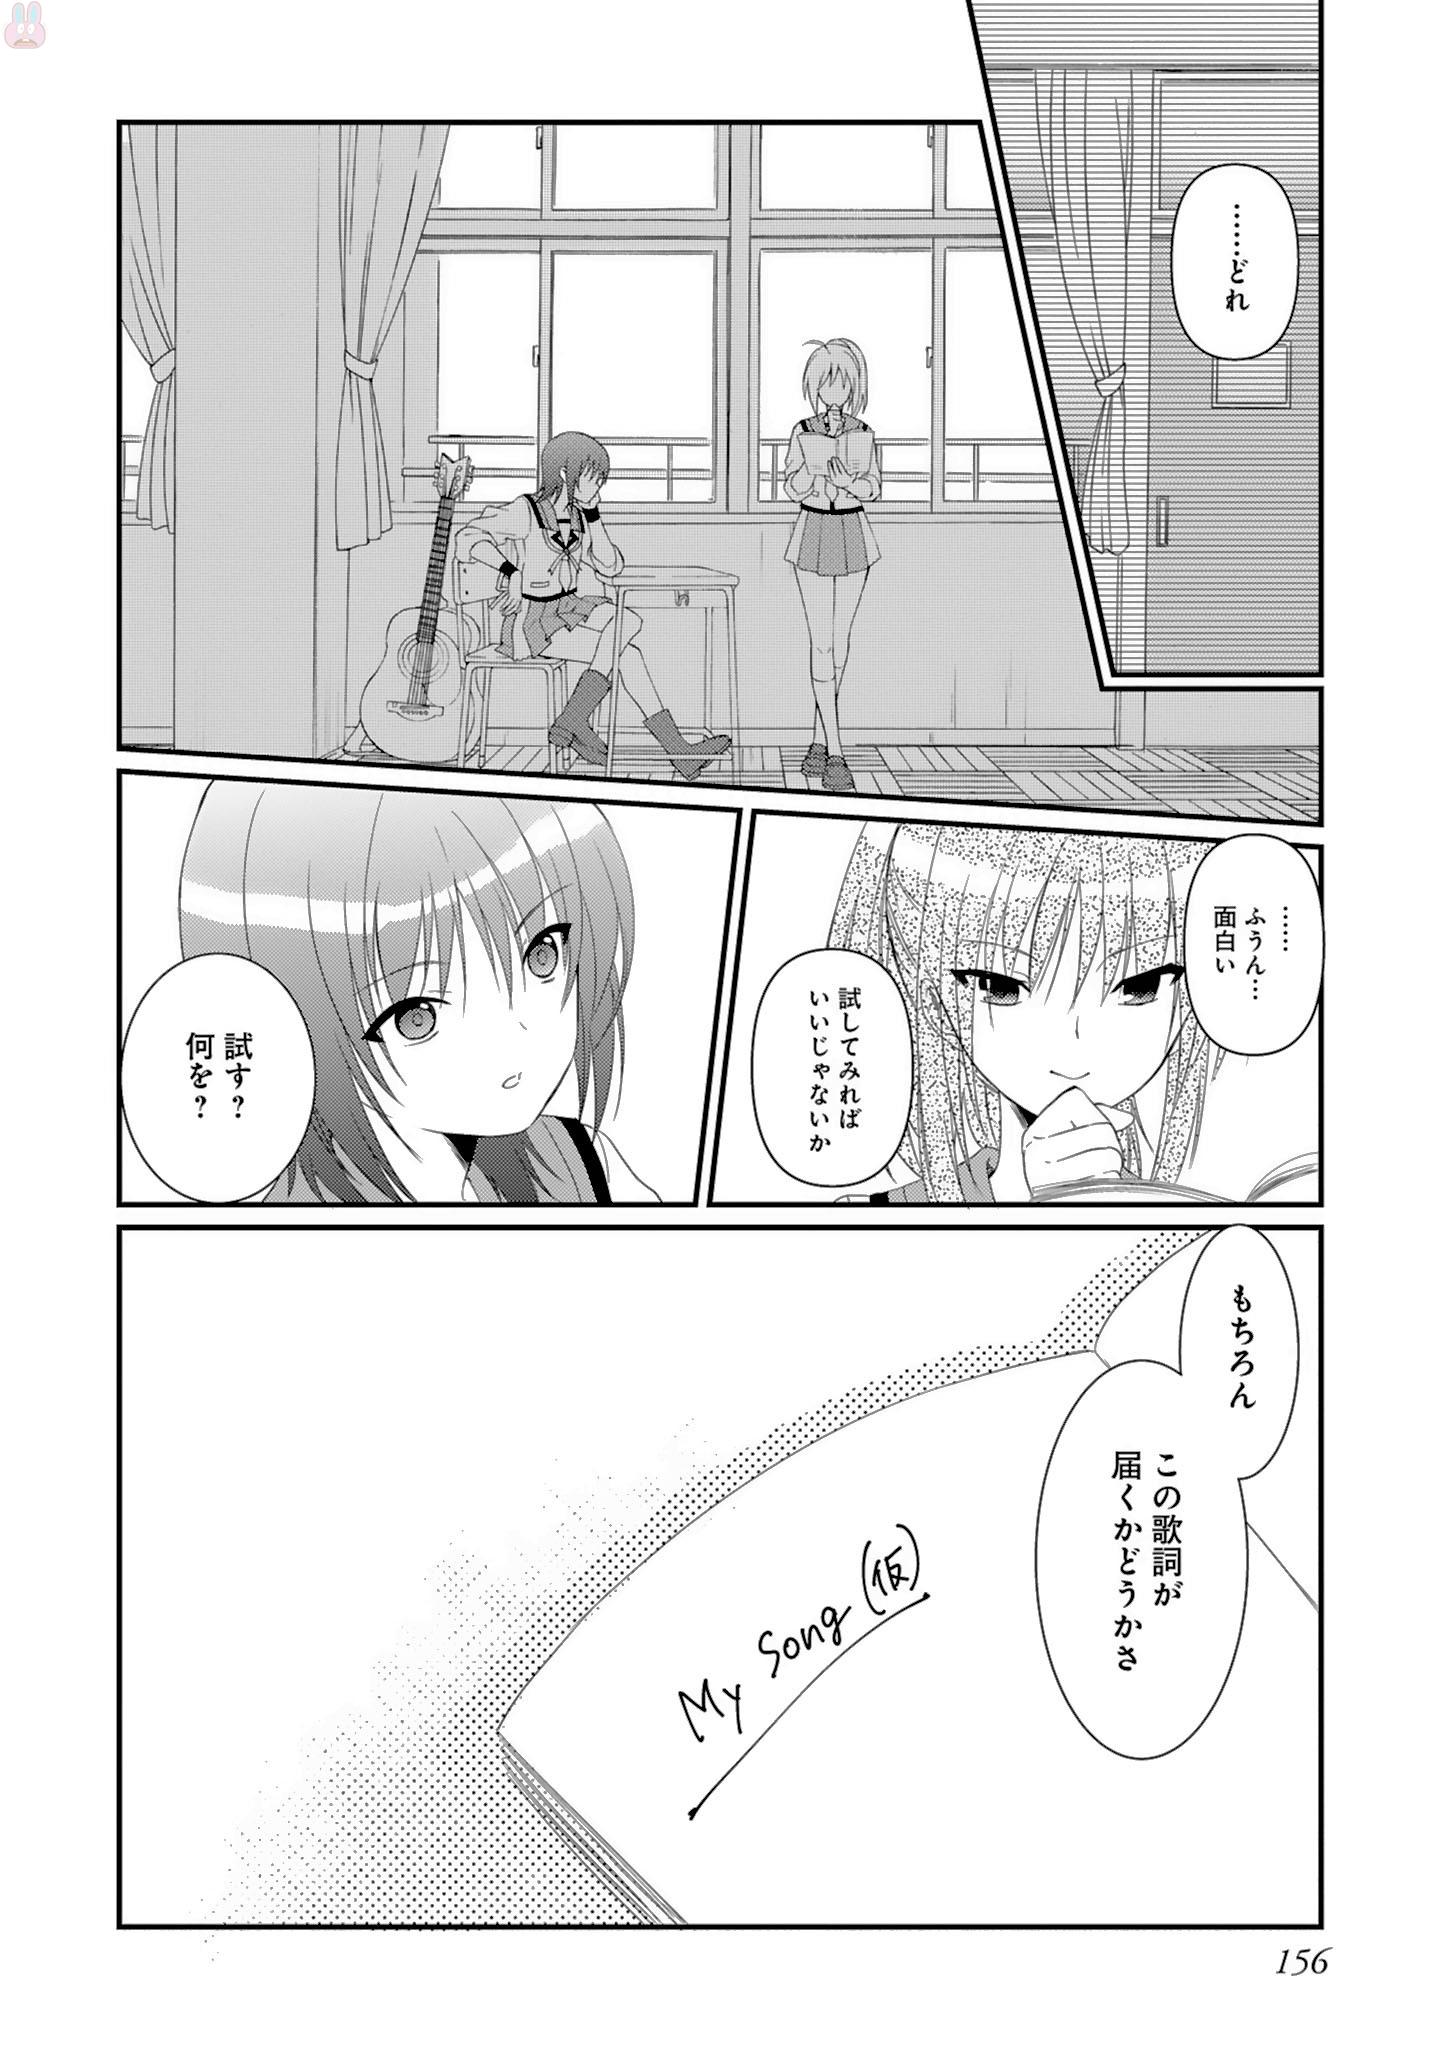 ……どれ
……
ふうん…
面白い
試してみれば
いいじゃないか
試す?
何を?
もちろん
この歌詞が
届くかどうかさ
My Song (仮)
156